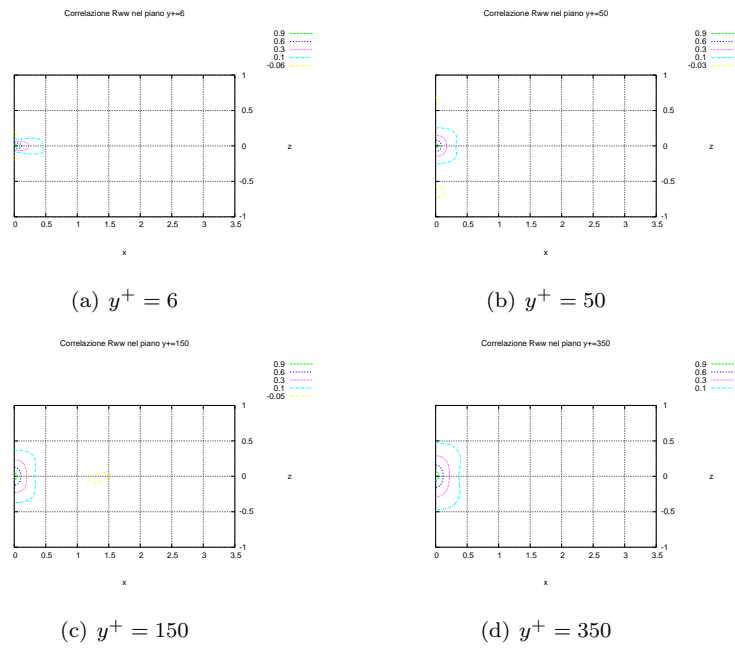 Correlazione Rww nel piano y+=6
0.9
0.6
0.3
0.1
-0.06
1
0.5
0
-0.5
-1
z
0 0.5 1 1.5 2 2.5 3 3.5
x
(a) y+ = 6
Correlazione Rww nel piano y+=50
0.9
0.6
0.3
0.1
-0.03
1
0.5
0
-0.5
-1
z
0 0.5 1 1.5 2 2.5 3 3.5
x
(b) y+ = 50
Correlazione Rww nel piano y+=150
0.9
0.6
0.3
0.1
-0.05
1
0.5
0
-0.5
-1
z
0 0.5 1 1.5 2 2.5 3 3.5
x
(c) y+ = 150
Correlazione Rww nel piano y+=350
0.9
0.6
0.3
0.1
1
0.5
0
-0.5
-1
z
0 0.5 1 1.5 2 2.5 3 3.5
x
(d) y+ = 350